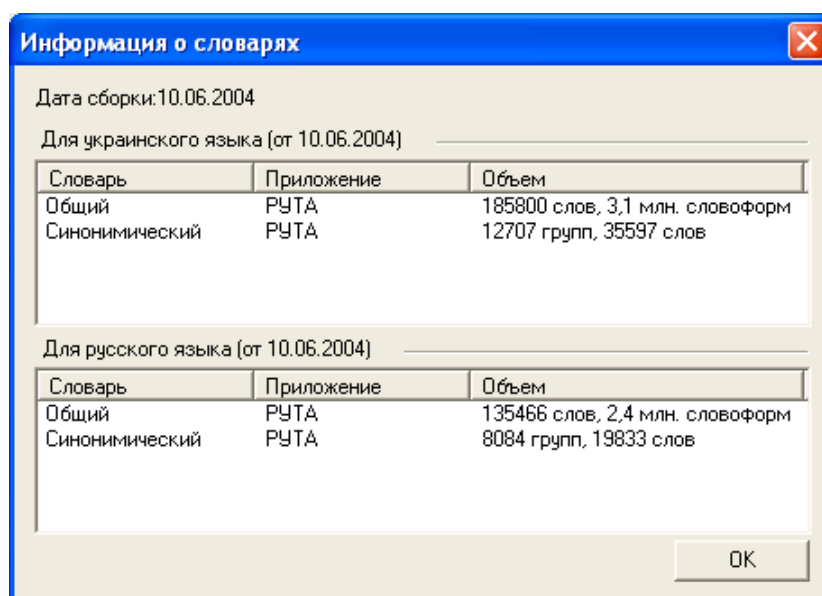 Информация о словарях
Дата сборки:10.06.2004
Для украинского языка (от 10.06.2004)
Словарь Приложение Объем
Общий РУТА 185800 слов, 3,1 млн. словоформ
Синонимический РУТА 12707 групп, 35597 слов
Для русского языка (от 10.06.2004)
Словарь Приложение Объем
Общий РУТА 135466 слов, 2,4 млн. словоформ
Синонимический РУТА 8084 групп, 19833 слов
OK